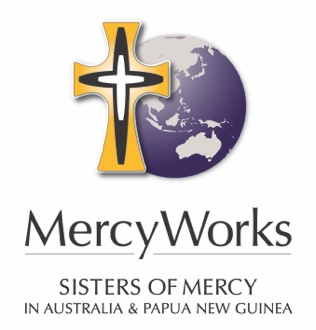 MercyWorks
SISTERS OF MERCY
IN AUSTRALIA & PAPUA NEW GUINEA